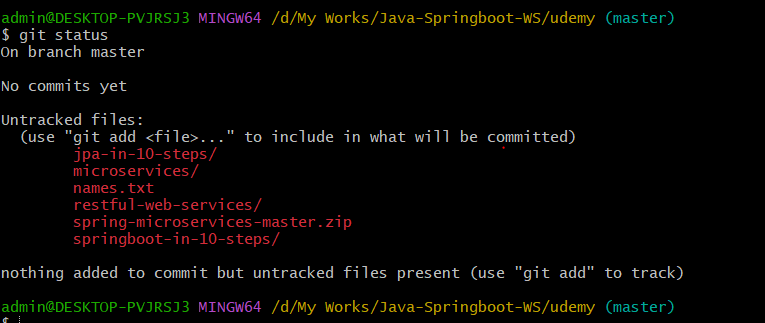 admin@DESKTOP-PVJRSJ3 MINGW64 /d/My Works/Java-Springboot-WS/udemy (master)
$ git status
On branch master
No commits yet
Untracked files:
  (use "git add <file>..." to include in what will be committed)
        jpa-in-10-steps/
        microservices/
        names.txt
        restful-web-services/
        spring-microservices-master.zip
        springboot-in-10-steps/
nothing added to commit but untracked files present (use "git add" to track)
admin@DESKTOP-PVJRSJ3 MINGW64 /d/My Works/Java-Springboot-WS/udemy (master)
$